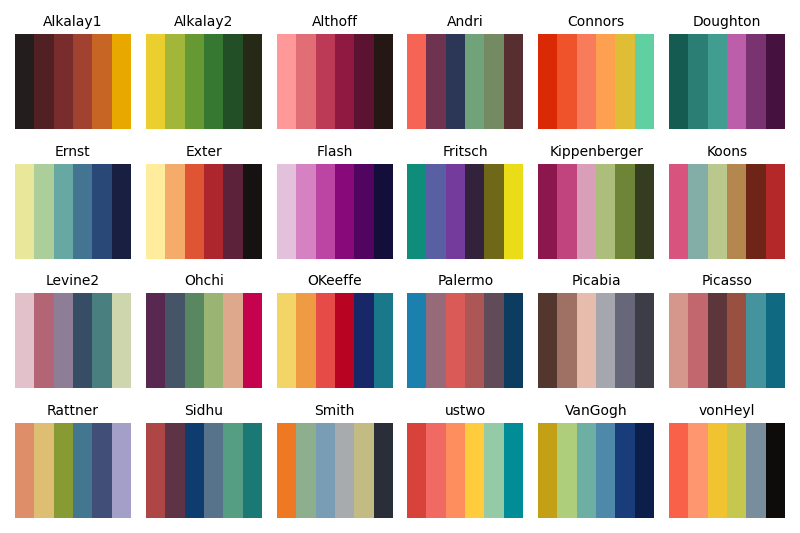 Alkalay1 Alkalay2 Althoff Andri Connors Doughton
Ernst Exter Flash Fritsch Kippenberger Koons
Levine2 Ohchi OKeeffe Palermo Picabia Picasso
Rattner Sidhu Smith ustwo VanGogh vonHeyl